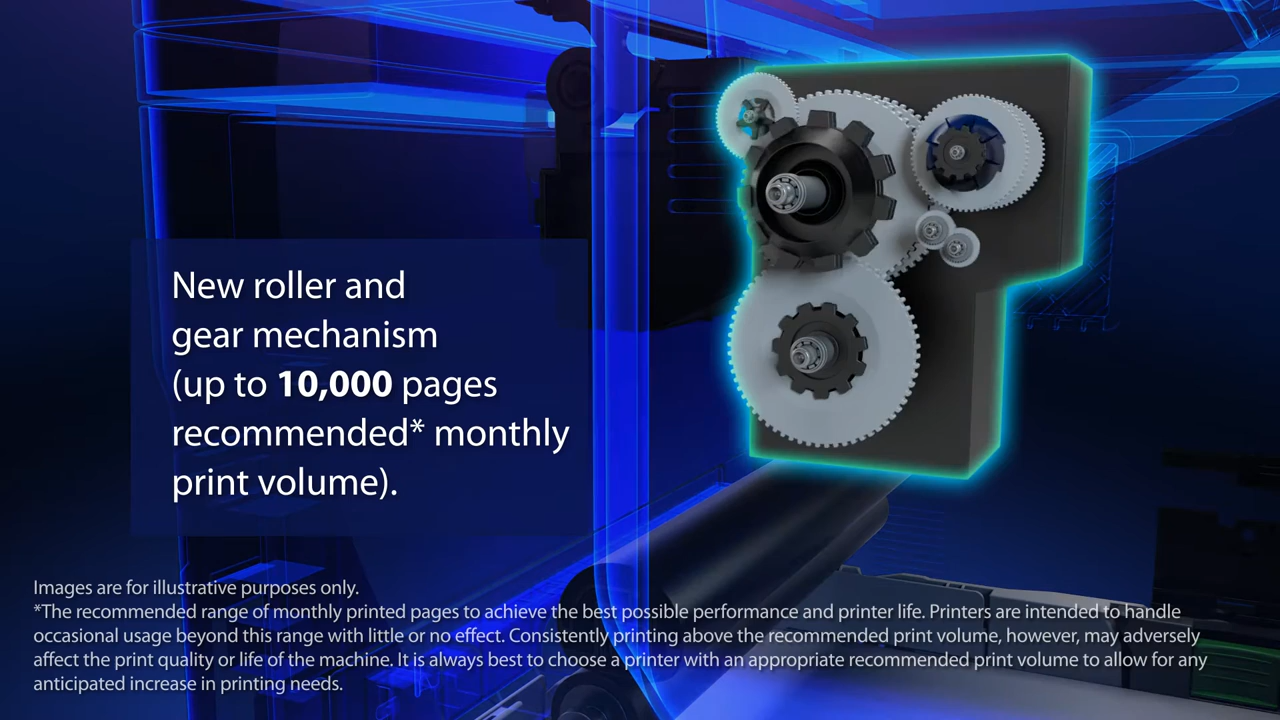 New roller and
gear mechanism
(up to 10,000 pages
recommended* monthly
print volume).
Images are for illustrative purposes only.
*The recommended range of monthly printed pages to achieve the best possible performance and printer life. Printers are intended to handle
occasional usage beyond this range with little or no effect. Consistently printing above the recommended print volume, however, may adversely
affect the print quality or life of the machine. It is always best to choose a printer with an appropriate recommended print volume to allow for any
anticipated increase in printing needs.